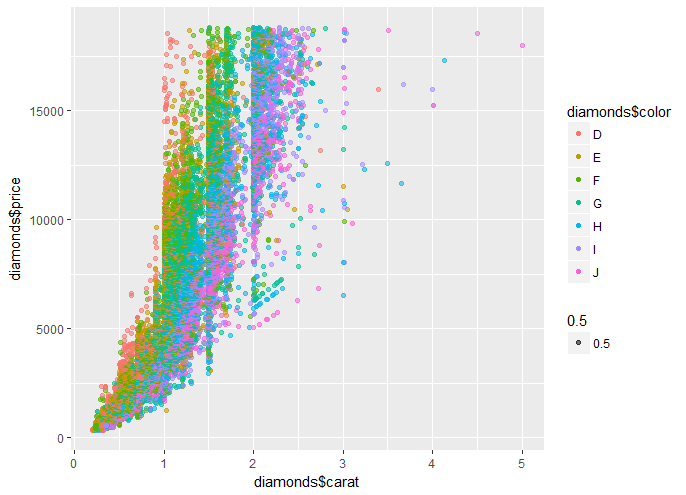 diamonds$price
15000
10000
5000
0
0
1
2
3
4
5
diamonds$carat
diamonds$color
D
E
F
G
H
I
J
0.5
0.5